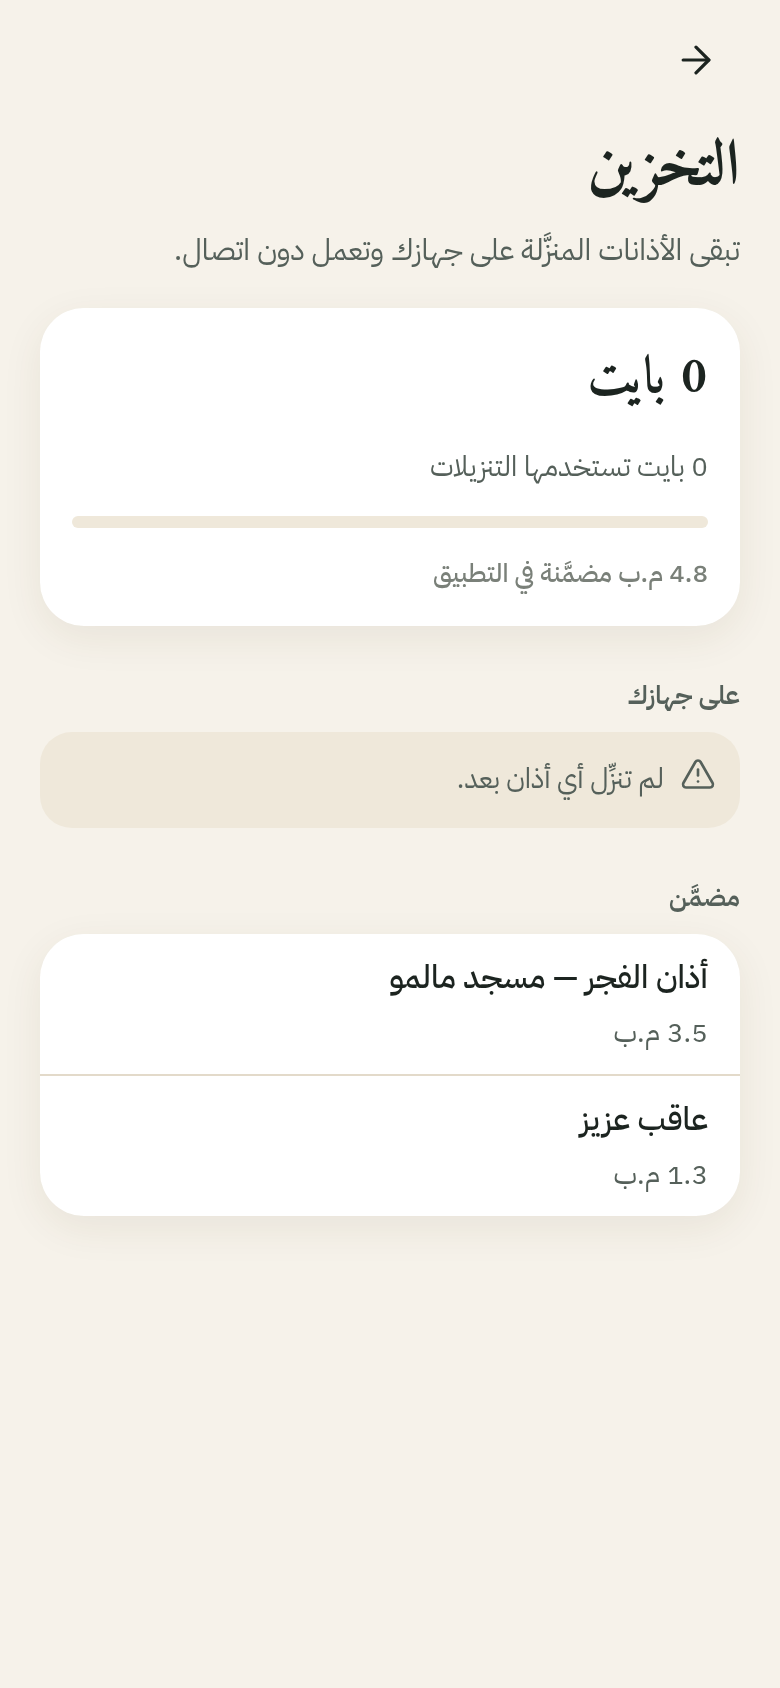 التخزين
تبقى الأذانات المنزَّلة على جهازك وتعمل دون اتصال.
0 بايت
0 بايت تستخدمها التنزيلات
4.8 م.ب مضمَّنة في التطبيق
على جهازك
لم تنزِّل أي أذان بعد.
مضمَّن
أذان الفجر — مسجد مالمو
3.5 م.ب
عاقب عزيز
1.3 م.ب